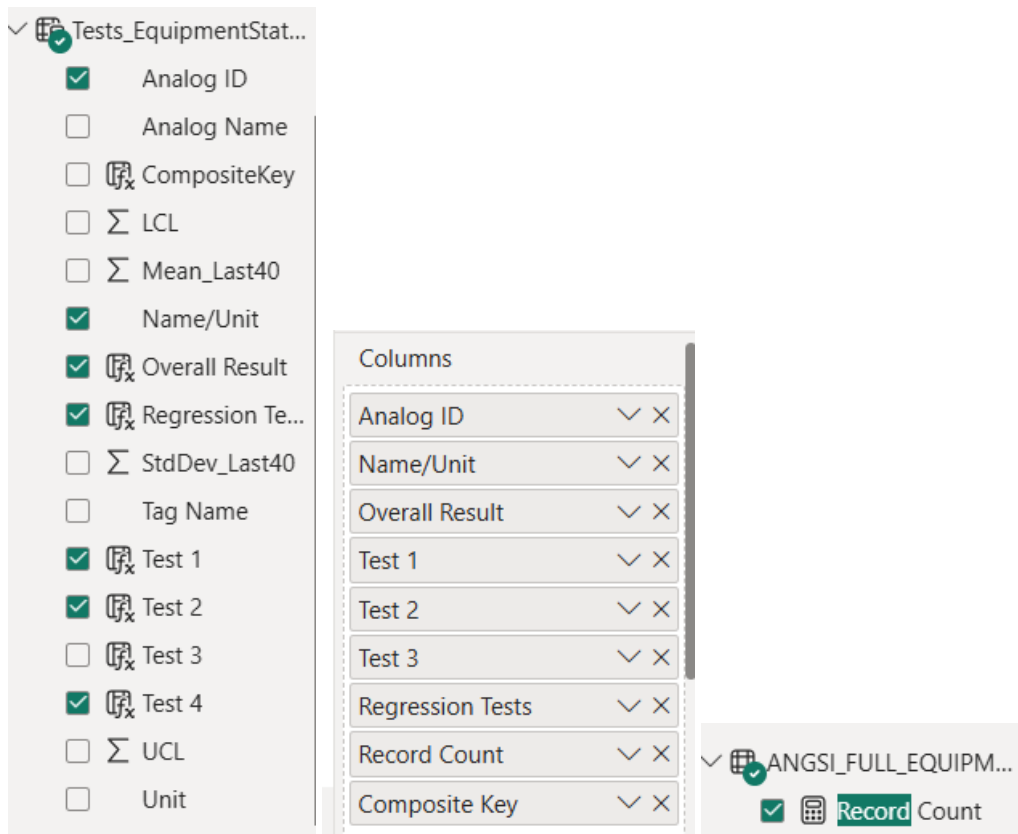 Tests_EquipmentStat...
Analog ID
Analog Name
CompositeKey
LCL
Mean_Last40
Name/Unit
Overall Result
Regression Te...
StdDev_Last40
Tag Name
Test 1
Test 2
Test 3
Test 4
UCL
Unit
Columns
Analog ID
Name/Unit
Overall Result
Test 1
Test 2
Test 3
Regression Tests
Record Count
Composite Key
ANGSI_FULL_EQUIPM...
Record Count